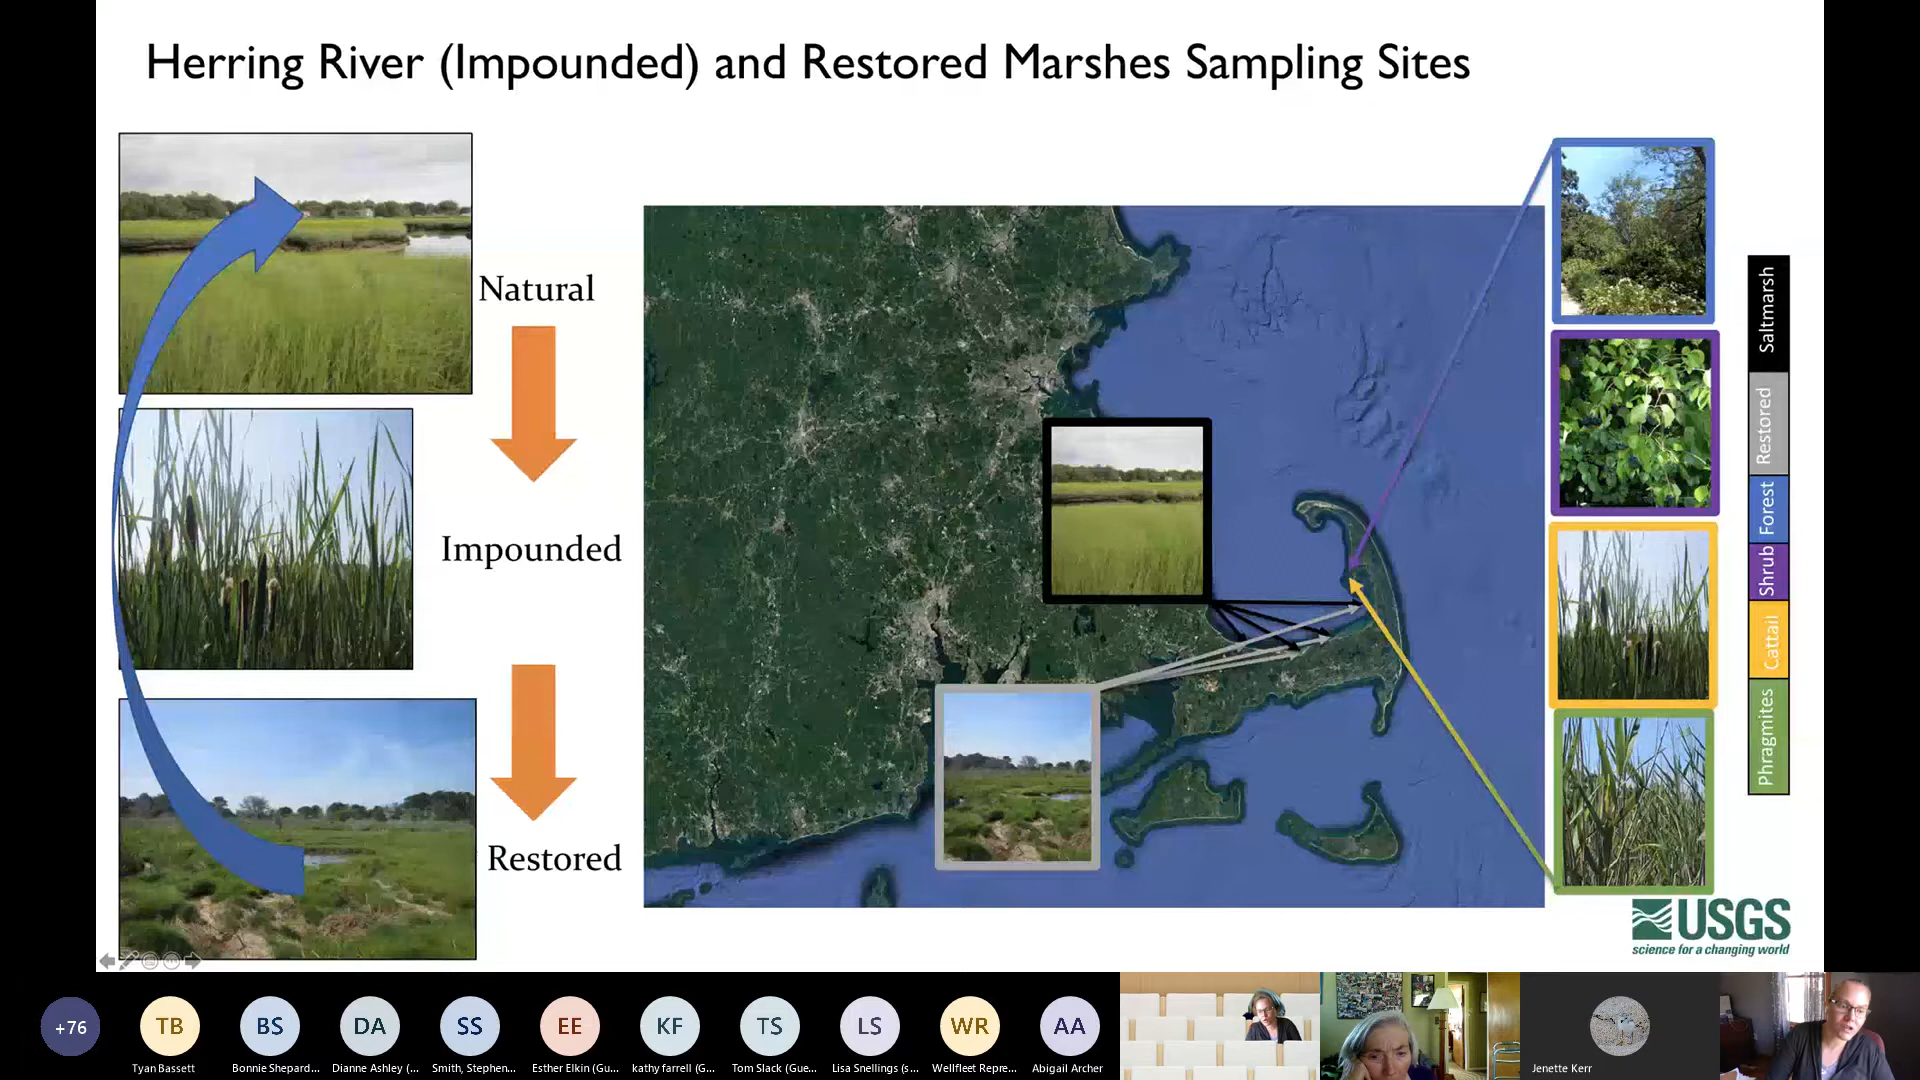 Herring River (Impounded) and Restored Marshes Sampling Sites
Natural
Impounded
Restored
Saltmarsh
Restored
Forest
Shrub
Cattail
Phragmites
USGS
science for a changing world
+76
TB
BS
DA
SS
EE
KF
TS
LS
WR
AA
Tyan Bassett
Bonnie Shepard...
Dianne Ashley (...
Smith, Stephen...
Esther Elkin (Gu...
kathy farrell (G...
Tom Slack (Gue...
Lisa Snellings (s...
Wellfleet Repre...
Abigail Archer
Jenette Kerr